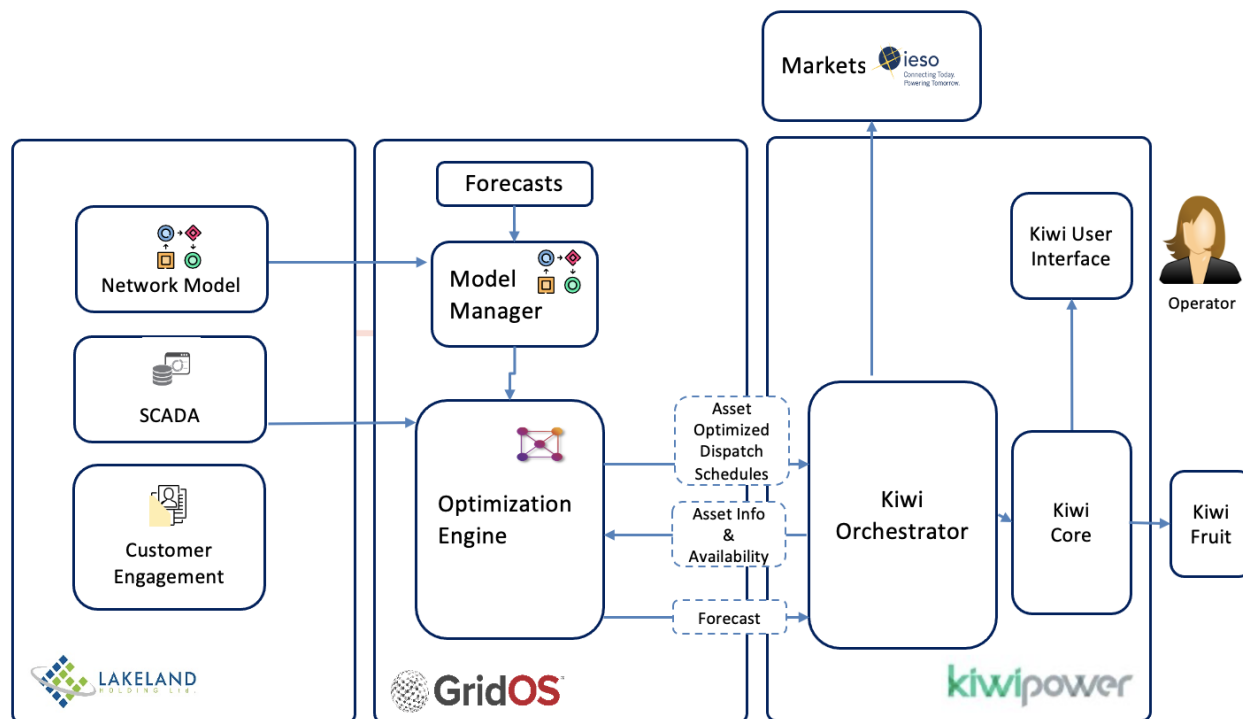 Markets
ieso
Connecting Today.
Powering Tomorrow.
Network Model
SCADA
Customer
Engagement
LAKELAND
HOLDING Ltd.
Forecasts
Model
Manager
Optimization
Engine
GridOS
Asset
Optimized
Dispatch
Schedules
Asset Info
&
Availability
Forecast
Kiwi
Orchestrator
Kiwi User
Interface
Kiwi
Core
kiwipower
Operator
Kiwi
Fruit